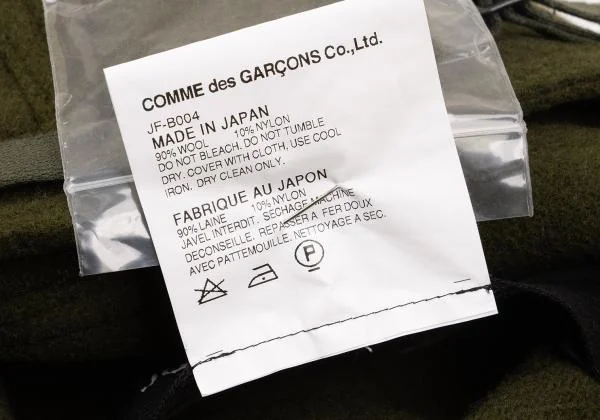 COMME des GARÇONS Co.,Ltd.
JF-B004
MADE IN JAPAN
90% WOOL 10% NYLON
DO NOT BLEACH. DO NOT TUMBLE
DRY. COVER WITH CLOTH, USE COOL
IRON. DRY CLEAN ONLY.
FABRIQUE AU JAPON
90% LAINE 10% NYLON
JAVEL INTERDIT. SECHAGE MACHINE
DECONSEILLE. REPASSER A FER DOUX
AVEC PATTEMOUILLE. NETTOYAGE A SEC.
P